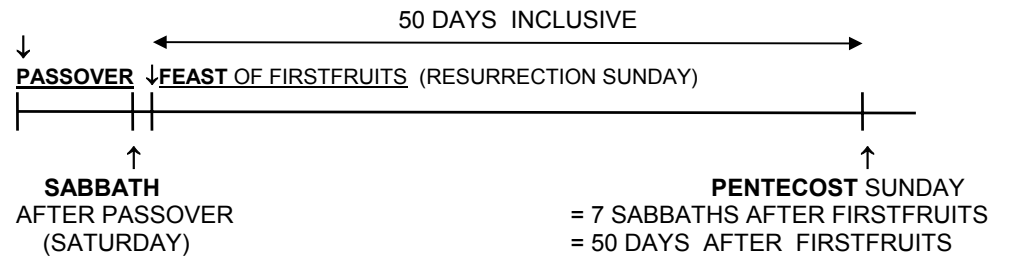 50 DAYS INCLUSIVE
↓
PASSOVER ↓FEAST OF FIRSTFRUITS (RESURRECTION SUNDAY)
↑ ↑
SABBATH PENTECOST SUNDAY
AFTER PASSOVER = 7 SABBATHS AFTER FIRSTFRUITS
(SATURDAY) = 50 DAYS AFTER FIRSTFRUITS